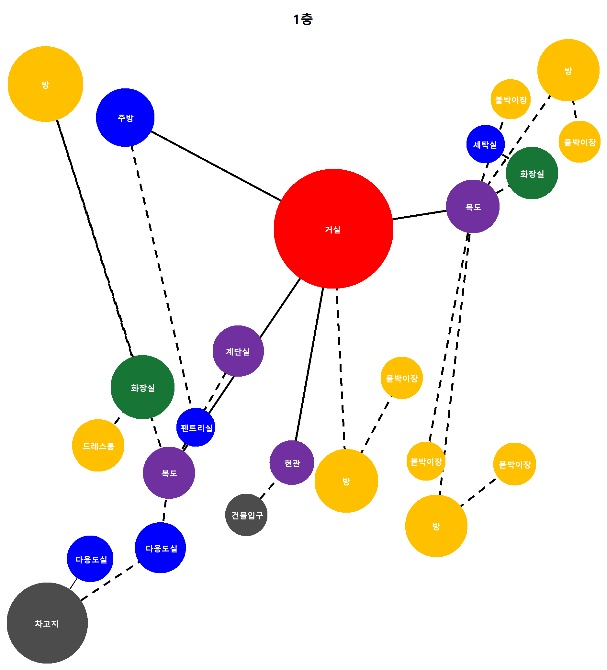 1층
방
주방
붙박이장
방
세탁실
붙박이장
화장실
복도
거실
계단실
화장실
붙박이장
팬트리실
드레스룸
복도
현관
방
붙박이장
붙박이장
건물입구
방
다용도실
다용도실
차고지